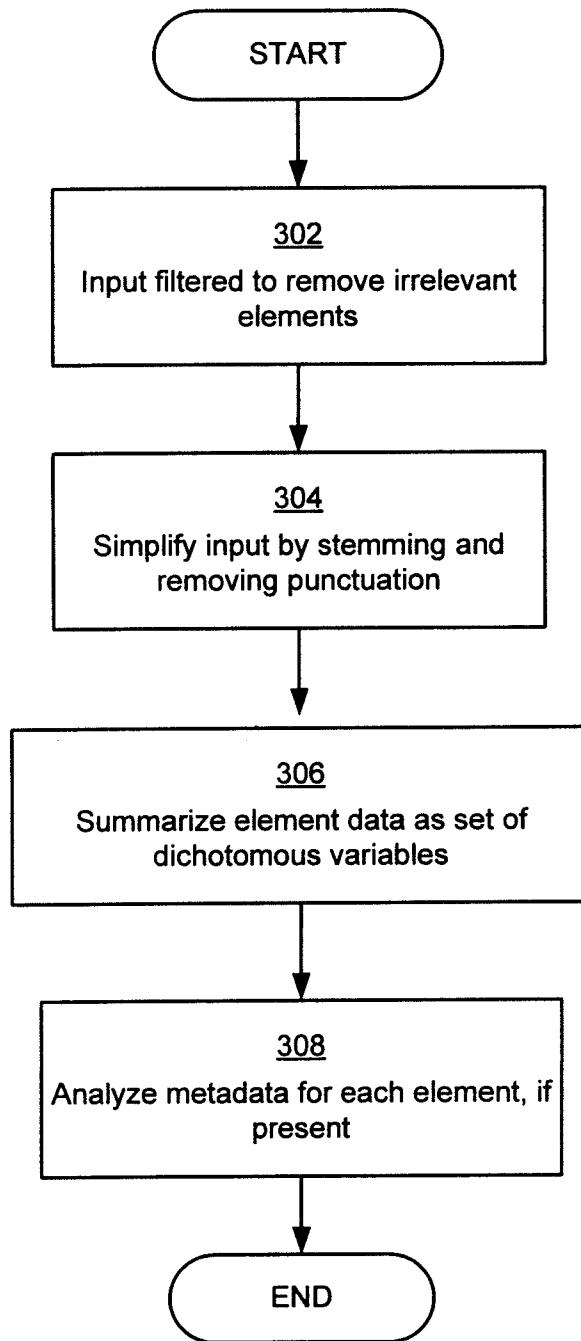 START
302
Input filtered to remove irrelevant
elements
304
Simplify input by stemming and
removing punctuation
306
Summarize element data as set of
dichotomous variables
308
Analyze metadata for each element, if
present
END